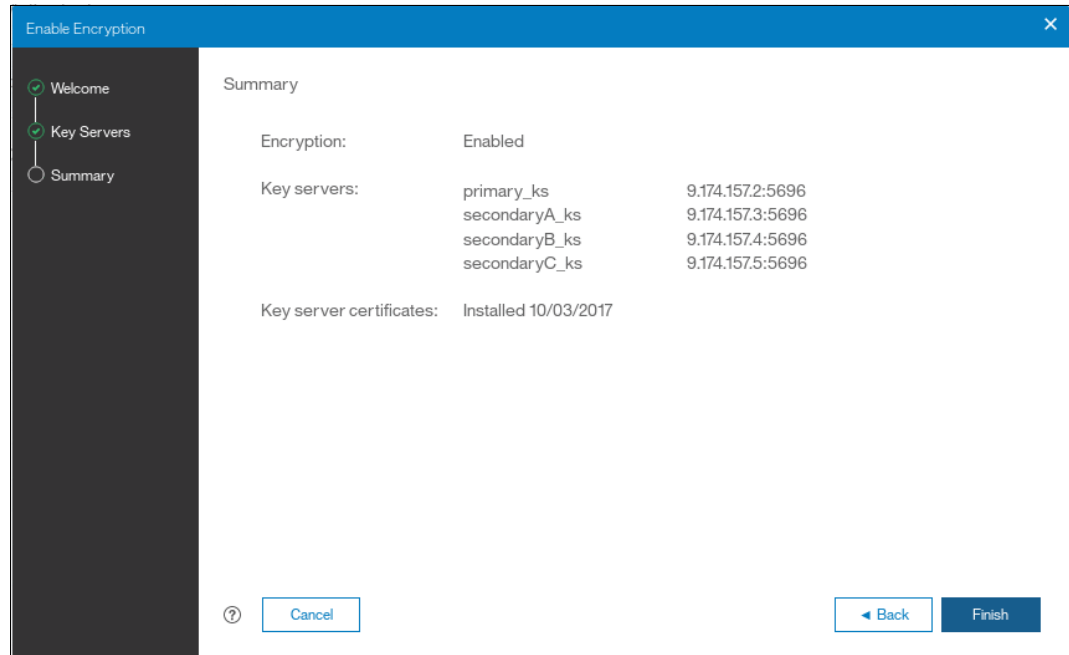 Enable Encryption
Welcome
Key Servers
Summary
Summary
Encryption: Enabled
Key servers: primary_ks 9.174.157.2:5696
secondaryA_ks 9.174.157.3:5696
secondaryB_ks 9.174.157.4:5696
secondaryC_ks 9.174.157.5:5696
Key server certificates: Installed 10/03/2017
? Cancel ◄ Back Finish